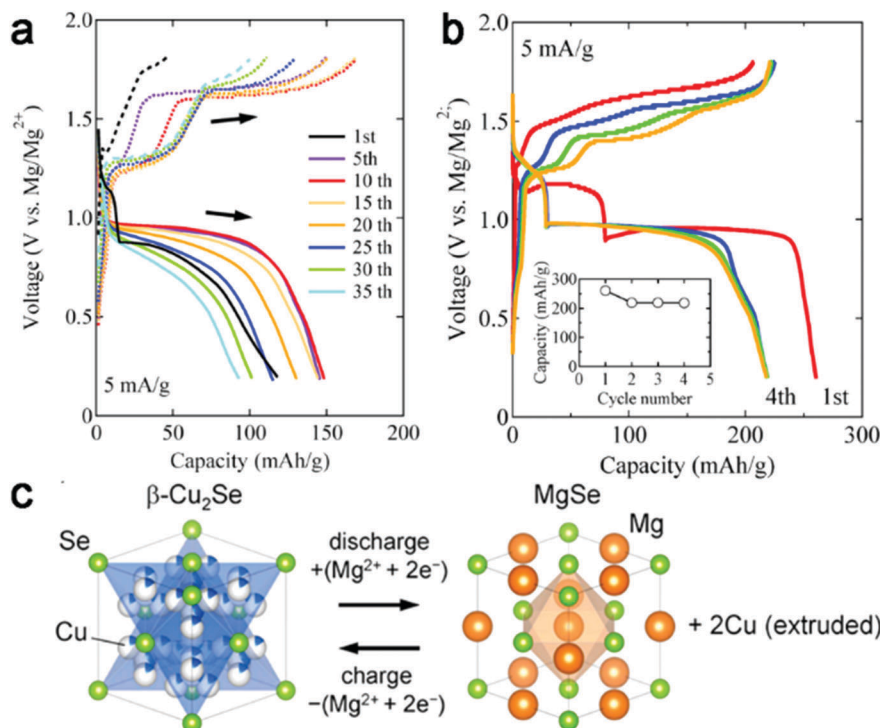 a
5 mA/g
Voltage (V vs. Mg/Mg²⁺)
2.0
1.5
1.0
0.5
0
0 50 100 150 200
Capacity (mAh/g)
1st
5th
10 th
15 th
20 th
25 th
30 th
35 th
b
5 mA/g
Voltage (V vs. Mg/Mg²;
2.0
1.5
1.0
0.5
0
0 100 200 300
Capacity (mAh/g)
4th 1st
Capacity (mAh/g)
300
200
100
0
0 1 2 3 4 5
Cycle number
c
β-Cu₂Se
Se
Cu
discharge
+(Mg²⁺ + 2e⁻)
charge
−(Mg²⁺ + 2e⁻)
MgSe
Mg
+ 2Cu (extruded)